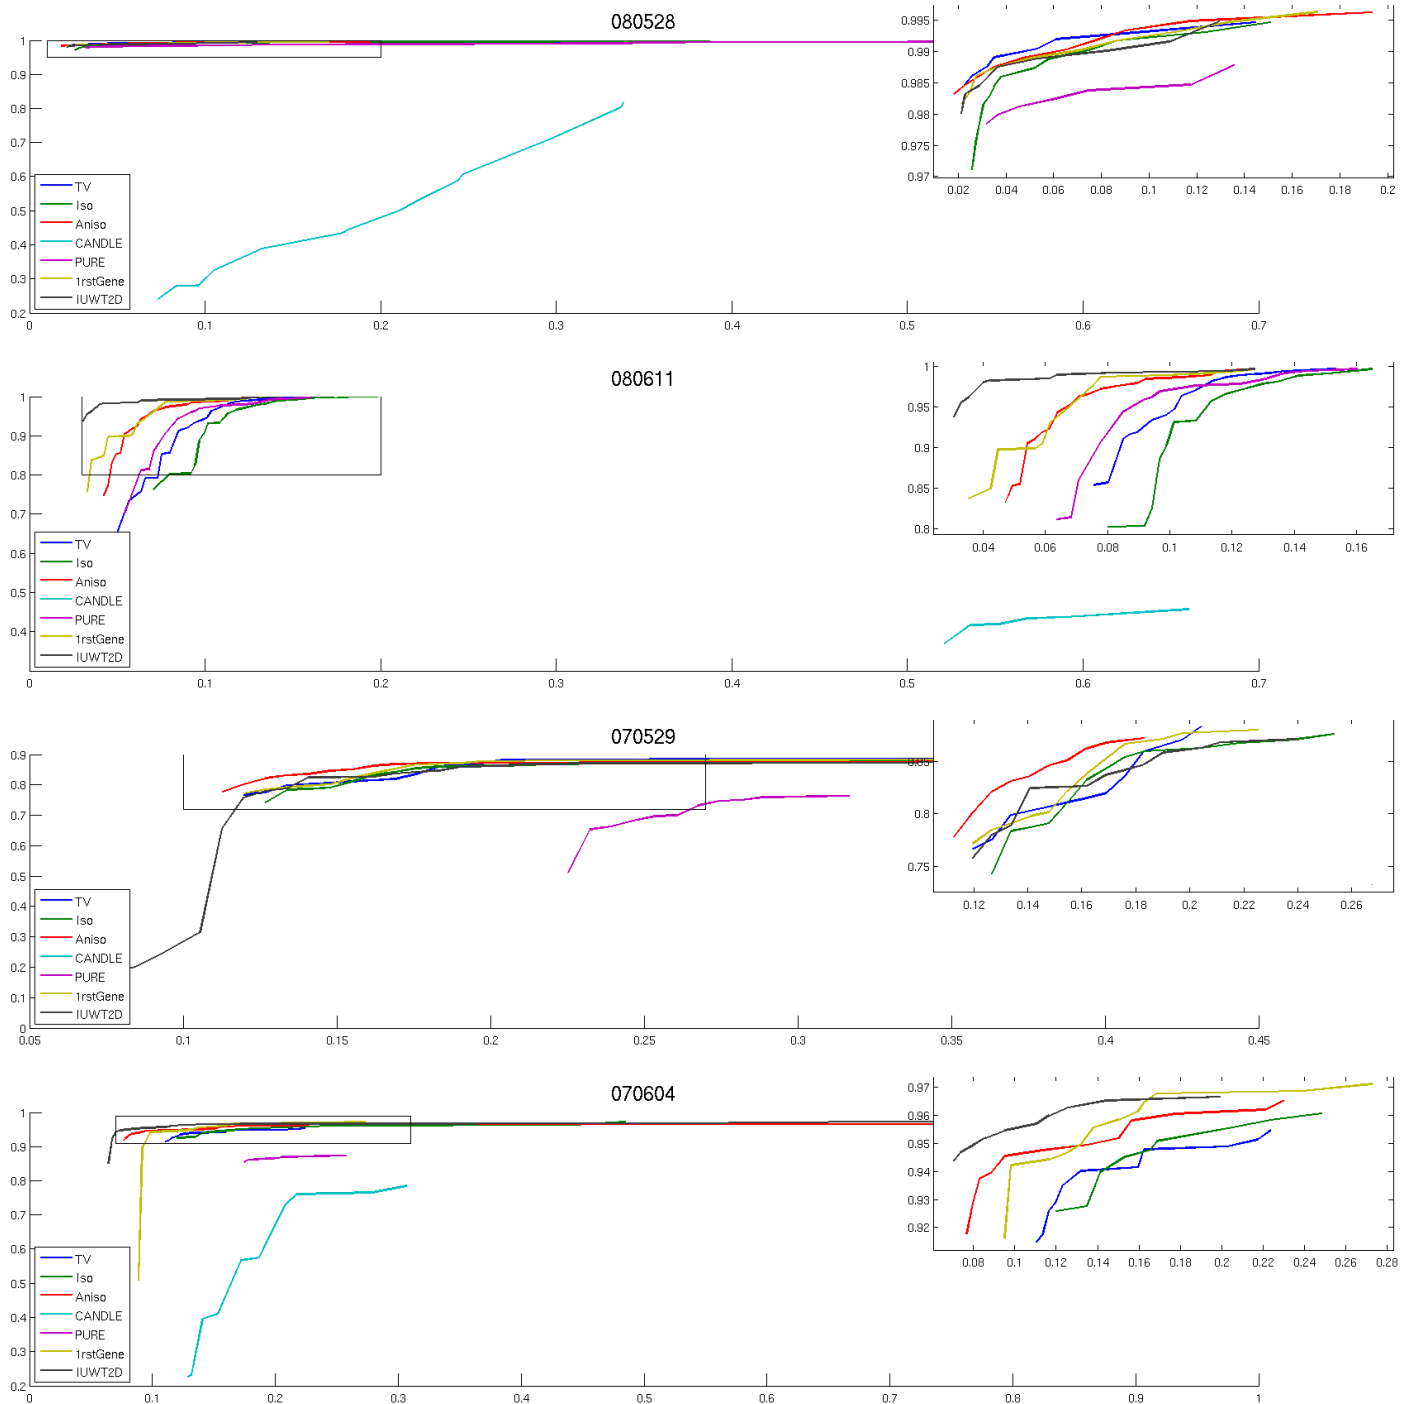 080528
1
0.9
0.8
0.7
0.6
0.5
0.4
0.3
0.2
TV
Iso
Aniso
CANDLE
PURE
1rstGene
IUWT2D
0 0.1 0.2 0.3 0.4 0.5 0.6 0.7
0.995
0.99
0.985
0.98
0.975
0.97
0.02 0.04 0.06 0.08 0.1 0.12 0.14 0.16 0.18 0.2
080611
1
0.9
0.8
0.7
0.6
0.5
0.4
TV
Iso
Aniso
CANDLE
PURE
1rstGene
IUWT2D
0 0.1 0.2 0.3 0.4 0.5 0.6 0.7
1
0.95
0.9
0.85
0.8
0.04 0.06 0.08 0.1 0.12 0.14 0.16
070529
0.9
0.8
0.7
0.6
0.5
0.4
0.3
0.2
0.1
0
TV
Iso
Aniso
CANDLE
PURE
1rstGene
IUWT2D
0.05 0.1 0.15 0.2 0.25 0.3 0.35 0.4 0.45
0.85
0.8
0.75
0.12 0.14 0.16 0.18 0.2 0.22 0.24 0.26
070604
1
0.9
0.8
0.7
0.6
0.5
0.4
0.3
0.2
TV
Iso
Aniso
CANDLE
PURE
1rstGene
IUWT2D
0 0.1 0.2 0.3 0.4 0.5 0.6 0.7 0.8 0.9 1
0.97
0.96
0.95
0.94
0.93
0.92
0.08 0.1 0.12 0.14 0.16 0.18 0.2 0.22 0.24 0.26 0.28